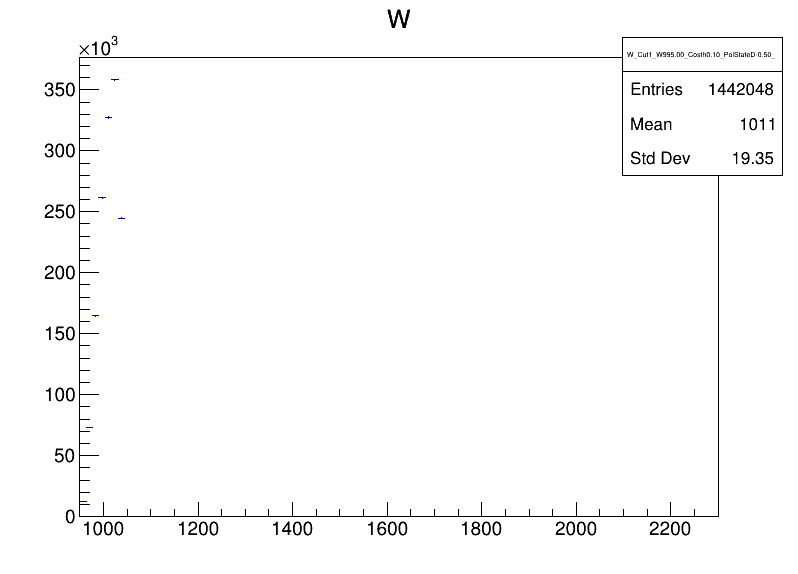 W
×10³
W_Cut1_W995.00_Costh0.10_PolStateD-0.50_
Entries 1442048
Mean 1011
Std Dev 19.35
350
300
250
200
150
100
50
0
1000 1200 1400 1600 1800 2000 2200